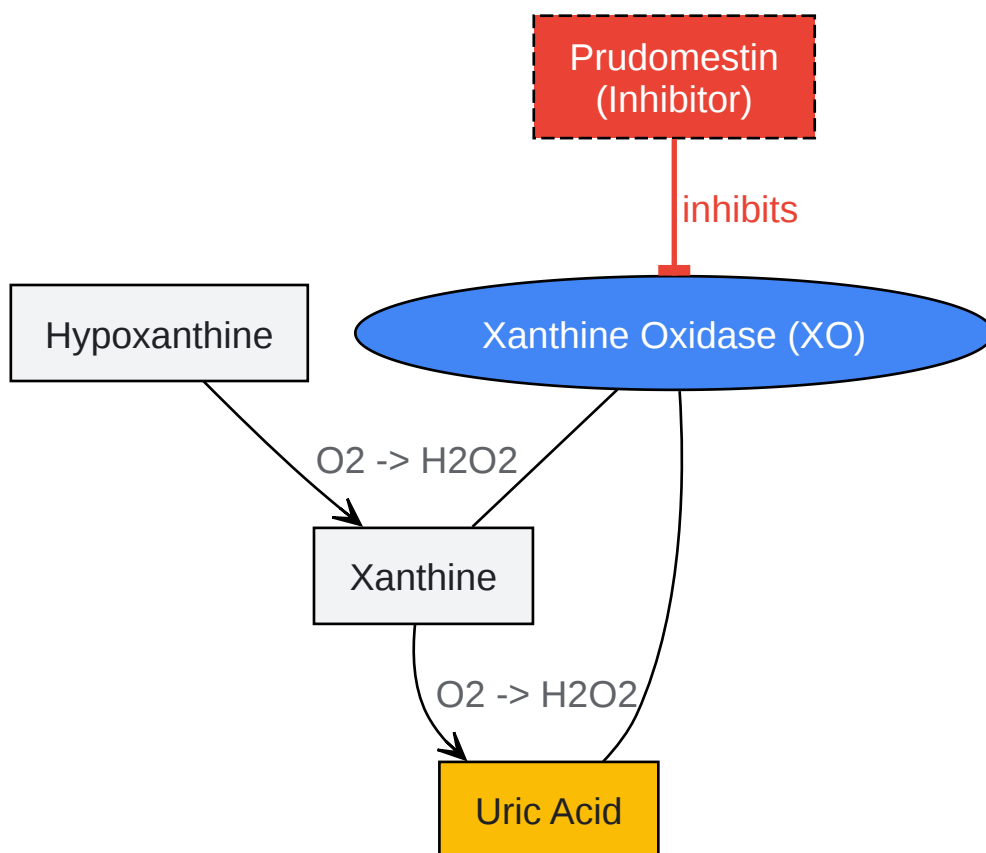 Prudomestin
(Inhibitor)
inhibits
Hypoxanthine
Xanthine Oxidase (XO)
O2 -> H2O2
Xanthine
O2 -> H2O2
Uric Acid